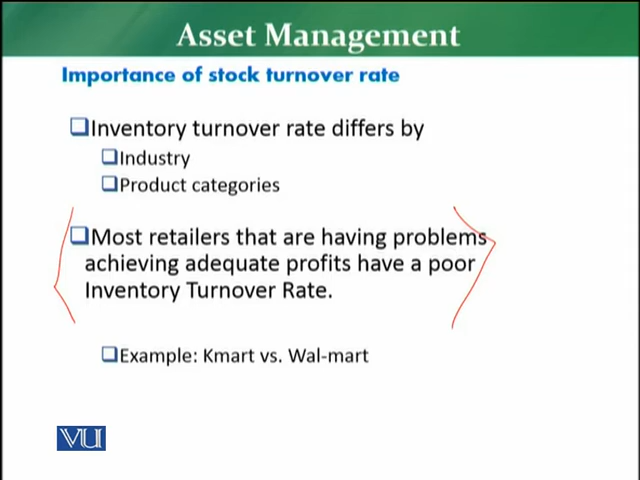 Asset Management
Importance of stock turnover rate
Inventory turnover rate differs by
Industry
Product categories
Most retailers that are having problems
achieving adequate profits have a poor
Inventory Turnover Rate.
Example: Kmart vs. Wal-mart
VU